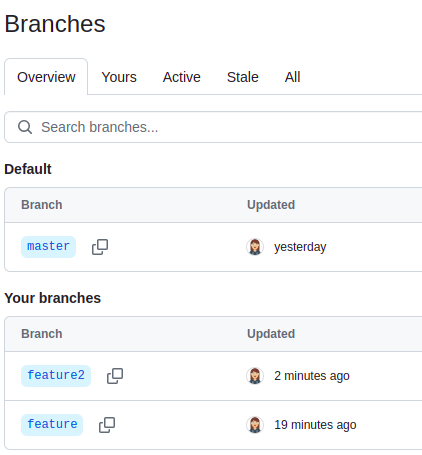 Branches
Overview Yours Active Stale All
Search branches...
Default
Branch Updated
master yesterday
Your branches
Branch Updated
feature2 2 minutes ago
feature 19 minutes ago